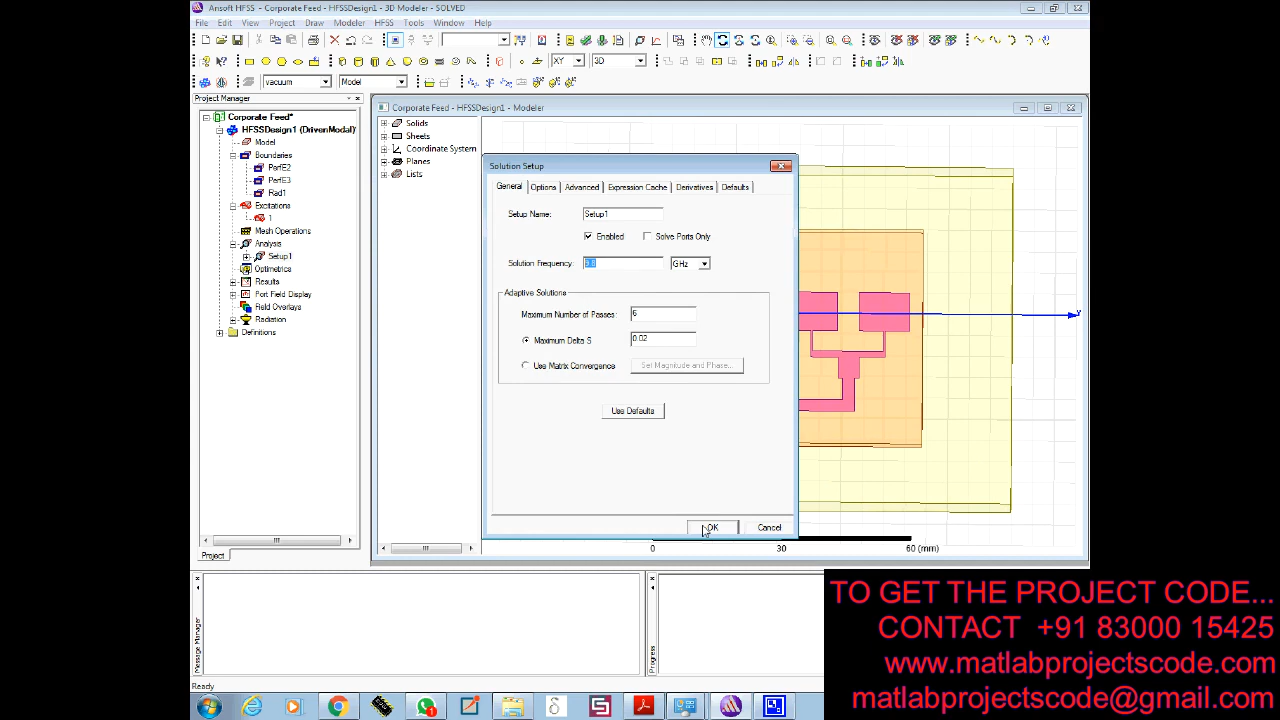 Ansoft HFSS - Corporate Feed - HFSSDesign1 - 3D Modeler - SOLVED
File Edit View Project Draw Modeler HFSS Tools Window Help
XY 3D
vacuum Model
Project Manager
Corporate Feed*
HFSSDesign1 (DrivenModal)
Model
Boundaries
PerfE2
PerfE3
Rad1
Excitations
1
Mesh Operations
Analysis
Setup1
Optimetrics
Results
Port Field Display
Field Overlays
Radiation
Definitions
Project
Corporate Feed - HFSSDesign1 - Modeler
Solids
Sheets
Coordinate System
Planes
Lists
Solution Setup
General Options Advanced Expression Cache Derivatives Defaults
Setup Name: Setup1
Enabled Solve Ports Only
Solution Frequency: GHz
Adaptive Solutions
Maximum Number of Passes: 6
Maximum Delta S 0.02
Use Matrix Convergence Set Magnitude and Phase...
Use Defaults
OK Cancel
Y
0 30 60 (mm)
Message Manager
Progress
Ready
TO GET THE PROJECT CODE...
CONTACT +91 83000 15425
www.matlabprojectscode.com
matlabprojectscode@gmail.com